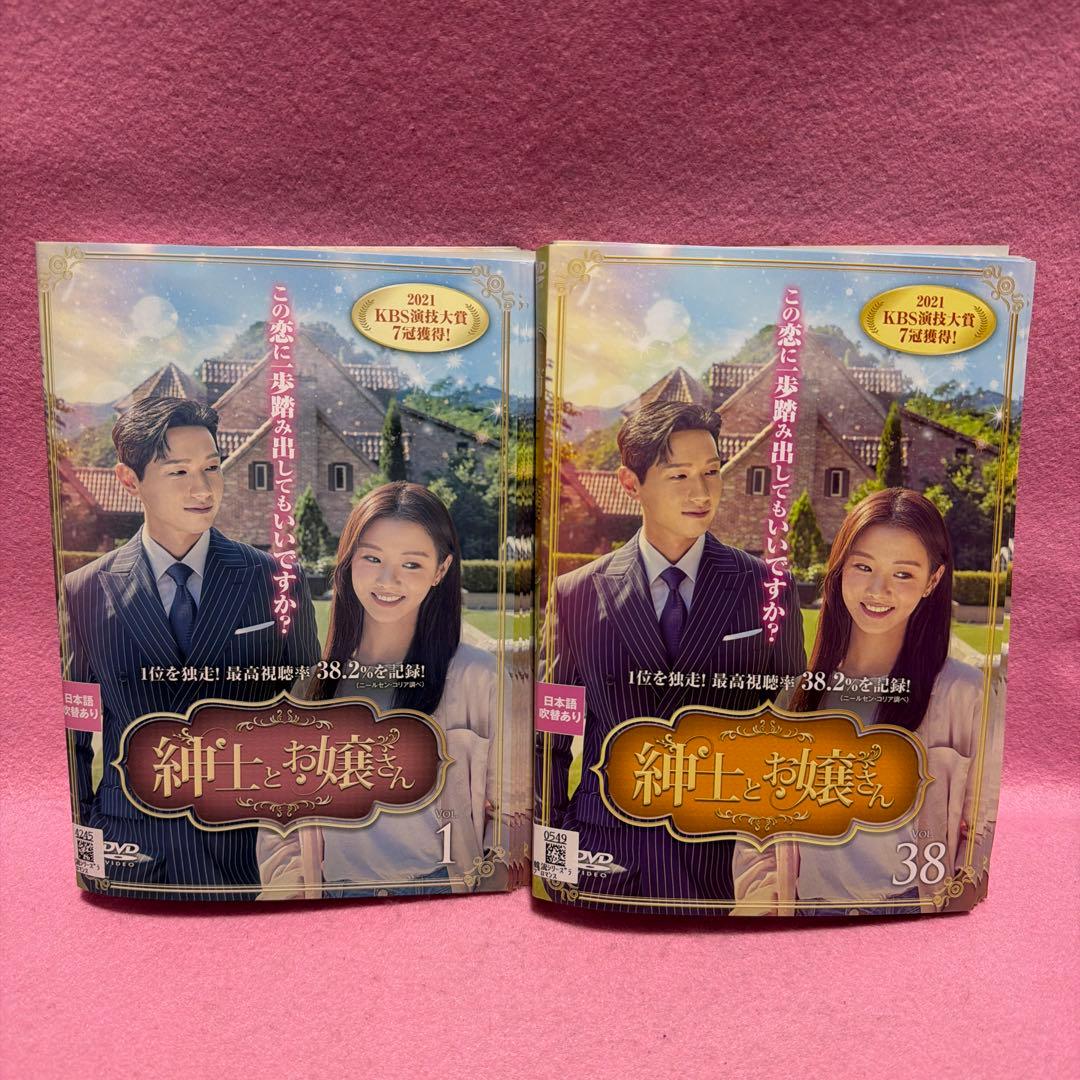 2021
KBS演技大賞
7冠獲得!
この恋に一歩踏み出してもいいですか?
1位を独走! 最高視聴率 38.2%を記録!
(ニールセン・コリア調べ)
日本語
吹替あり
紳士とお嬢さん
VOL.
1
4245
DVD
VIDEO
2021
KBS演技大賞
7冠獲得!
この恋に一歩踏み出してもいいですか?
1位を独走! 最高視聴率 38.2%を記録!
(ニールセン・コリア調べ)
日本語
吹替あり
紳士とお嬢さん
VOL.
38
0549
DVD
VIDEO